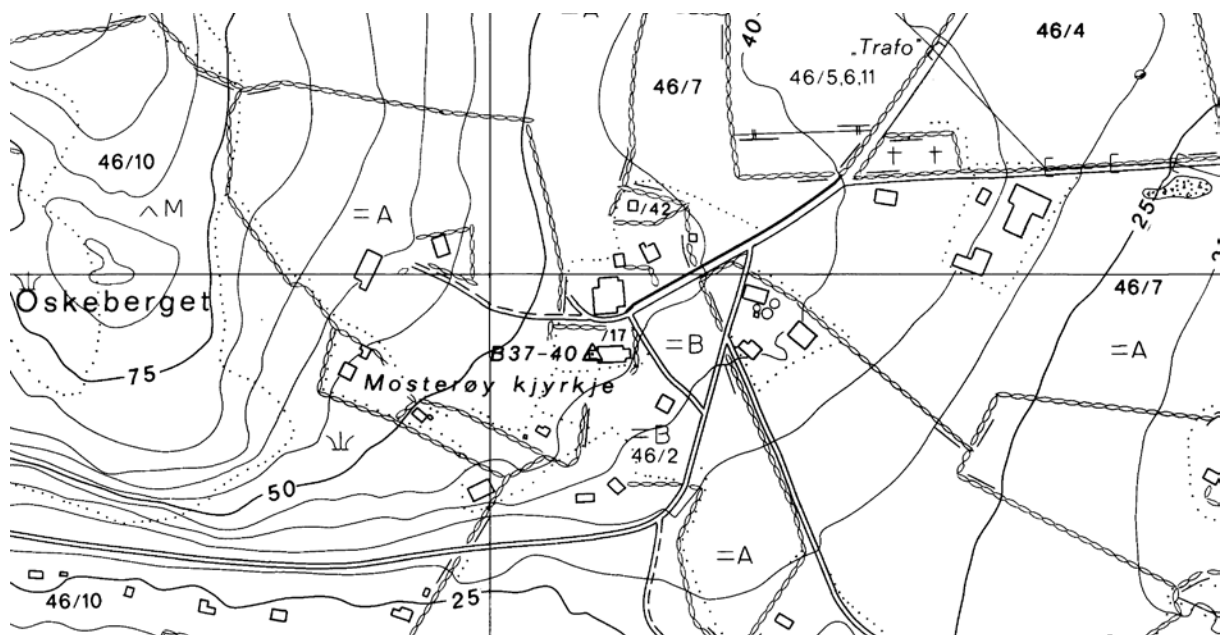 =A
40
46/4
„Trafo"
46/5,6,11
46/7
46/10
M
=A
/42
25
Oskeberget
46/7
/17
=B
B37-40
=A
75
Mosterøy kjyrkje
=B
46/2
50
=A
25
46/10